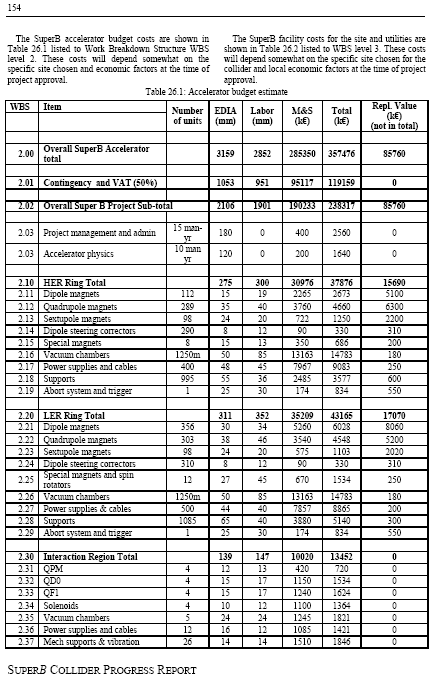 154
The SuperB accelerator budget costs are shown in
Table 26.1 listed to Work Breakdown Structure WBS
level 2. These costs will depend somewhat on the
specific site chosen and economic factors at the time of
project approval.
The SuperB facility costs for the site and utilities are
shown in Table 26.2 listed to WBS level 3. These costs
will depend somewhat on the specific site chosen for the
collider and local economic factors at the time of project
approval.
Table 26.1: Accelerator budget estimate
WBS Item Number of units EDIA (mm) Labor (mm) M&S (k€) Total (k€) Repl. Value (k€) (not in total)
2.00 Overall SuperB Accelerator total 3159 2852 285350 357476 85760
2.01 Contingency and VAT (50%) 1053 951 95117 119159 0
2.02 Overall Super B Project Sub-total 2106 1901 190233 238317 85760
2.03 Project management and admin 15 man-yr 180 0 400 2560 0
2.03 Accelerator physics 10 man yr 120 0 200 1640 0
2.10 HER Ring Total 275 300 30976 37876 15690
2.11 Dipole magnets 112 15 19 2265 2673 5100
2.12 Quadrupole magnets 289 35 40 3760 4660 6300
2.13 Sextupole magnets 98 24 20 722 1250 2200
2.14 Dipole steering correctors 290 8 12 90 330 310
2.15 Special magnets 8 15 13 350 686 200
2.16 Vacuum chambers 1250m 50 85 13163 14783 180
2.17 Power supplies and cables 400 48 45 7967 9083 250
2.18 Supports 995 55 36 2485 3577 600
2.19 Abort system and trigger 1 25 30 174 834 550
2.20 LER Ring Total 311 352 35209 43165 17070
2.21 Dipole magnets 356 30 34 5260 6028 8060
2.22 Quadrupole magnets 303 38 46 3540 4548 5200
2.23 Sextupole magnets 98 24 20 575 1103 2020
2.24 Dipole steering correctors 310 8 12 90 330 310
2.25 Special magnets and spin rotators 12 27 45 670 1534 250
2.26 Vacuum chambers 1250m 50 85 13163 14783 180
2.27 Power supplies & cables 500 44 40 7857 8865 200
2.28 Supports 1085 65 40 3880 5140 300
2.29 Abort system and trigger 1 25 30 174 834 550
2.30 Interaction Region Total 139 147 10020 13452 0
2.31 QPM 4 12 13 420 720 0
2.32 QD0 4 15 17 1150 1534 0
2.33 QF1 4 15 17 1240 1624 0
2.34 Solenoids 4 10 12 1100 1364 0
2.35 Vacuum chambers 5 24 24 1245 1821 0
2.36 Power supplies and cables 12 16 12 1085 1421 0
2.37 Mech supports & vibration 26 14 14 1510 1846 0
SUPERB COLLIDER PROGRESS REPORT